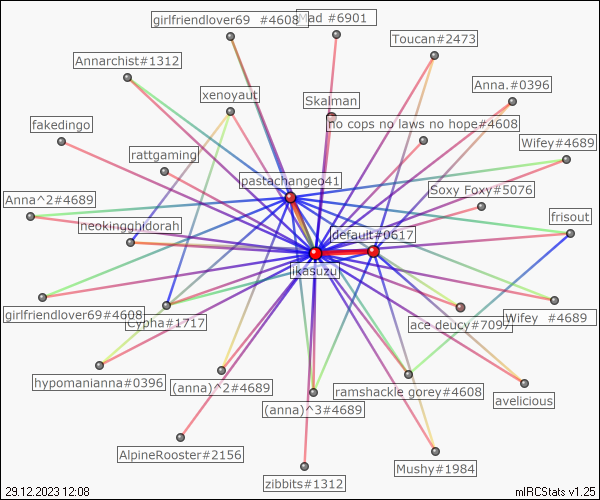 girlfriendlover69 #4608
Mad #6901
Toucan#2473
Annarchist#1312
Anna.#0396
xenoyaut
Skalman
fakedingo
no cops no laws no hope#4608
Wifey#4689
rattgaming
pastachangeo41
Soxy Foxy#5076
Anna^2#4689
neokingghidorah
default#0617
frisout
ikasuzu
girlfriendlover69#4608
Cypha#1717
ace deucy#7097
Wifey #4689
hypomanianna#0396
(anna)^2#4689
ramshackle gorey#4608
avelicious
(anna)^3#4689
AlpineRooster#2156
Mushy#1984
zibbits#1312
29.12.2023 12:08
mIRCStats v1.25